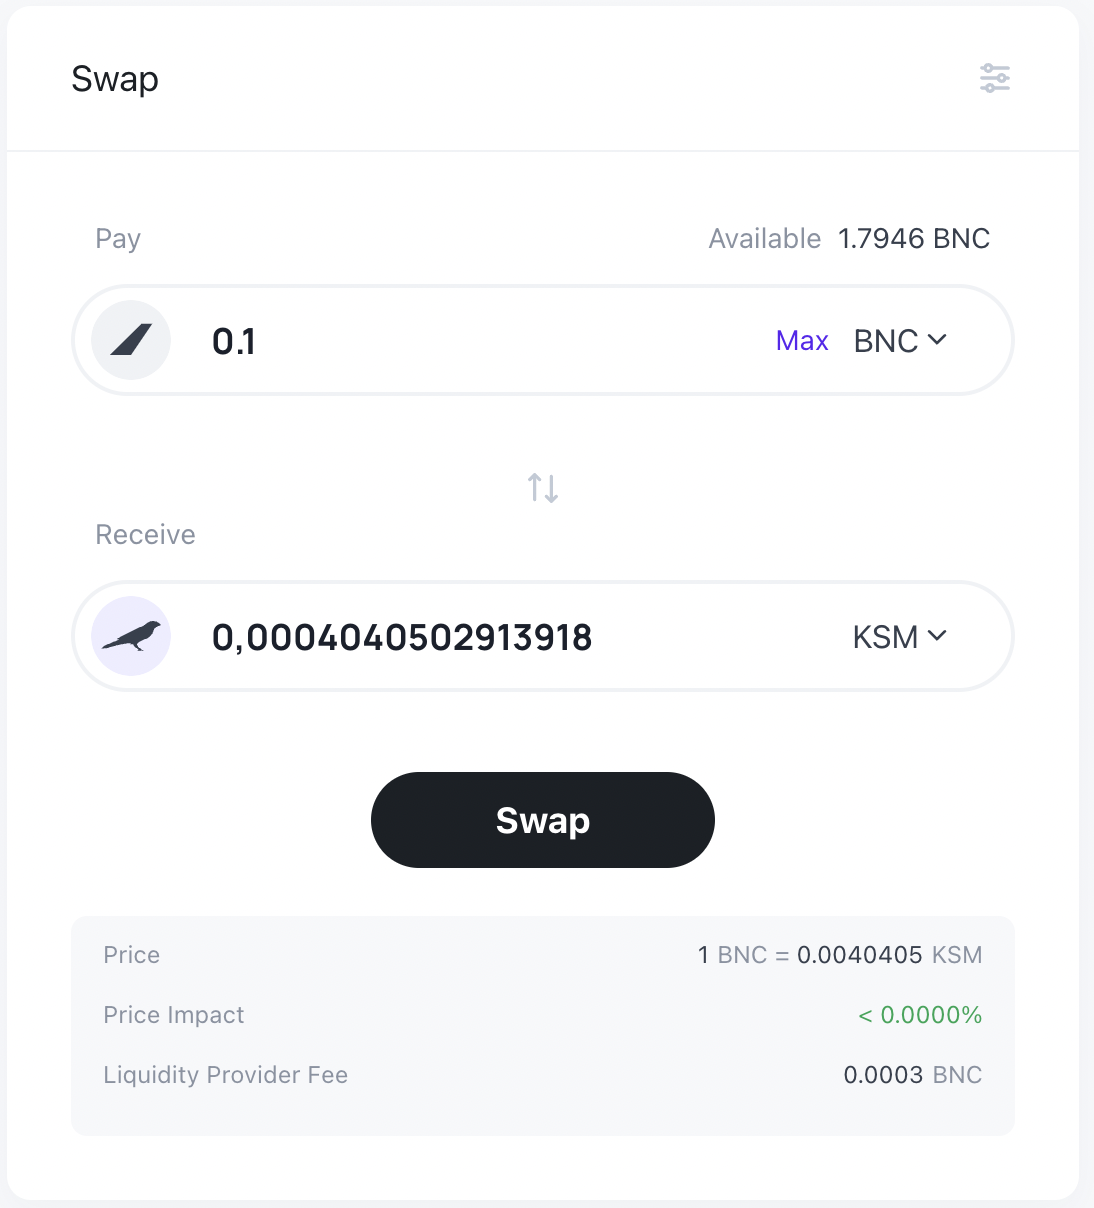 Swap
Pay Available 1.7946 BNC
0.1 Max BNC
Receive
0,0004040502913918 KSM
Swap
Price 1 BNC = 0.0040405 KSM
Price Impact < 0.0000%
Liquidity Provider Fee 0.0003 BNC